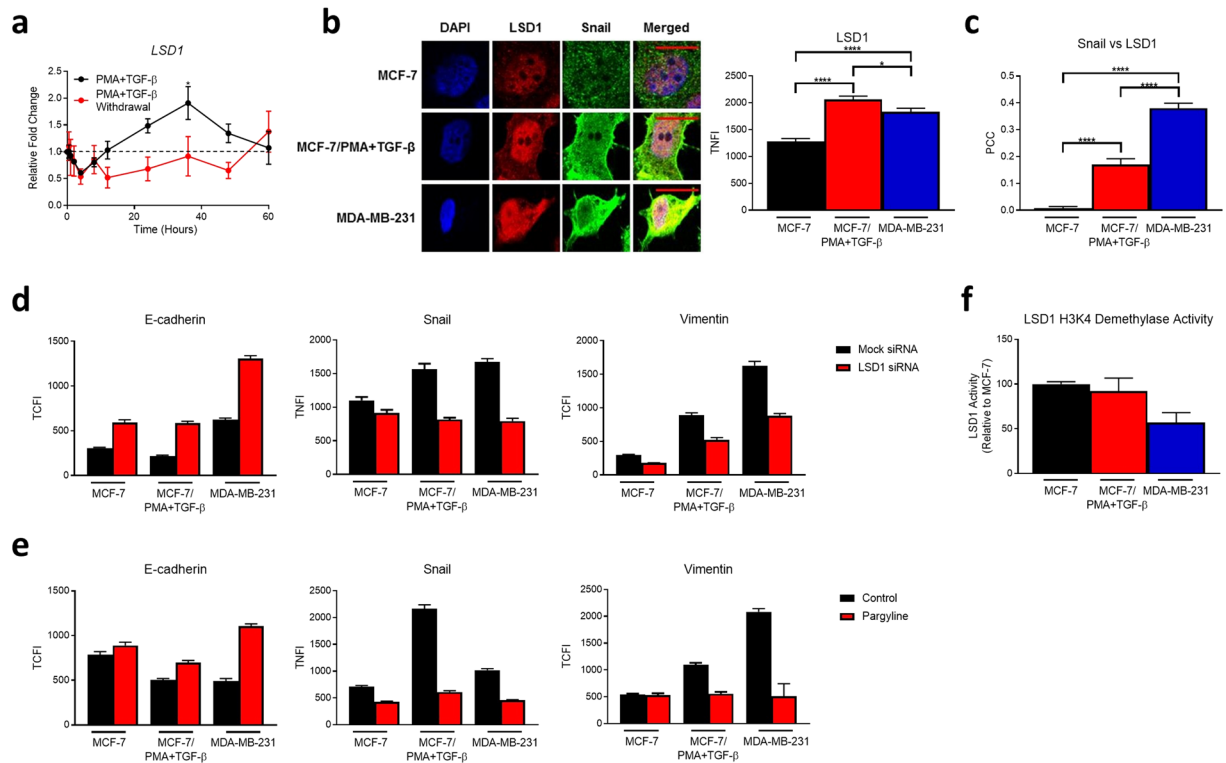 a
LSD1
PMA+TGF-β
PMA+TGF-β
Withdrawal
*
Relative Fold Change
2.5
2.0
1.5
1.0
0.5
0.0
0 20 40 60
Time (Hours)
b
DAPI LSD1 Snail Merged
MCF-7
MCF-7/PMA+TGF-β
MDA-MB-231
LSD1
****
**** *
TNFI
2500
2000
1500
1000
500
0
MCF-7 MCF-7/ MDA-MB-231
PMA+TGF-β
c
Snail vs LSD1
****
****
****
PCC
0.5
0.4
0.3
0.2
0.1
0.0
MCF-7 MCF-7/ MDA-MB-231
PMA+TGF-β
d
E-cadherin
TCFI
1500
1000
500
0
MCF-7 MCF-7/ MDA-MB-231
PMA+TGF-β
Snail
TNFI
2000
1500
1000
500
0
MCF-7 MCF-7/ MDA-MB-231
PMA+TGF-β
Vimentin
TCFI
2000
1500
1000
500
0
MCF-7 MCF-7/ MDA-MB-231
PMA+TGF-β
Mock siRNA
LSD1 siRNA
f
LSD1 H3K4 Demethylase Activity
LSD1 Activity
(Relative to MCF-7)
150
100
50
0
MCF-7 MCF-7/ MDA-MB-231
PMA+TGF-β
e
E-cadherin
TCFI
1500
1000
500
0
MCF-7 MCF-7/ MDA-MB-231
PMA+TGF-β
Snail
TNFI
2500
2000
1500
1000
500
0
MCF-7 MCF-7/ MDA-MB-231
PMA+TGF-β
Vimentin
TCFI
2500
2000
1500
1000
500
0
MCF-7 MCF-7/ MDA-MB-231
PMA+TGF-β
Control
Pargyline